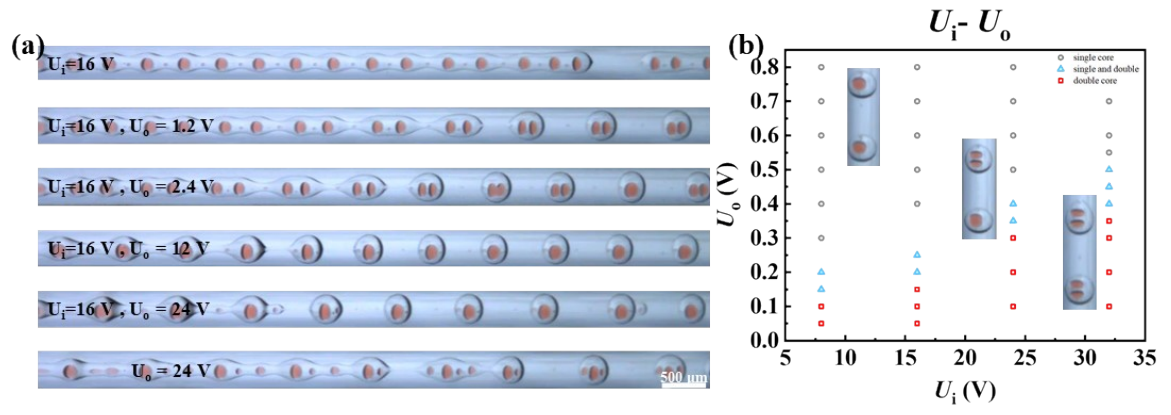 (a)
Uᵢ=16 V
Uᵢ=16 V , Uₒ = 1.2 V
Uᵢ=16 V , Uₒ = 2.4 V
Uᵢ=16 V , Uₒ = 12 V
Uᵢ=16 V , Uₒ = 24 V
Uₒ = 24 V
500 μm
(b)
Uᵢ- Uₒ
single core
single and double
double core
0.8
0.7
0.6
0.5
0.4
0.3
0.2
0.1
0.0
Uₒ (V)
5
10
15
20
25
30
35
Uᵢ (V)